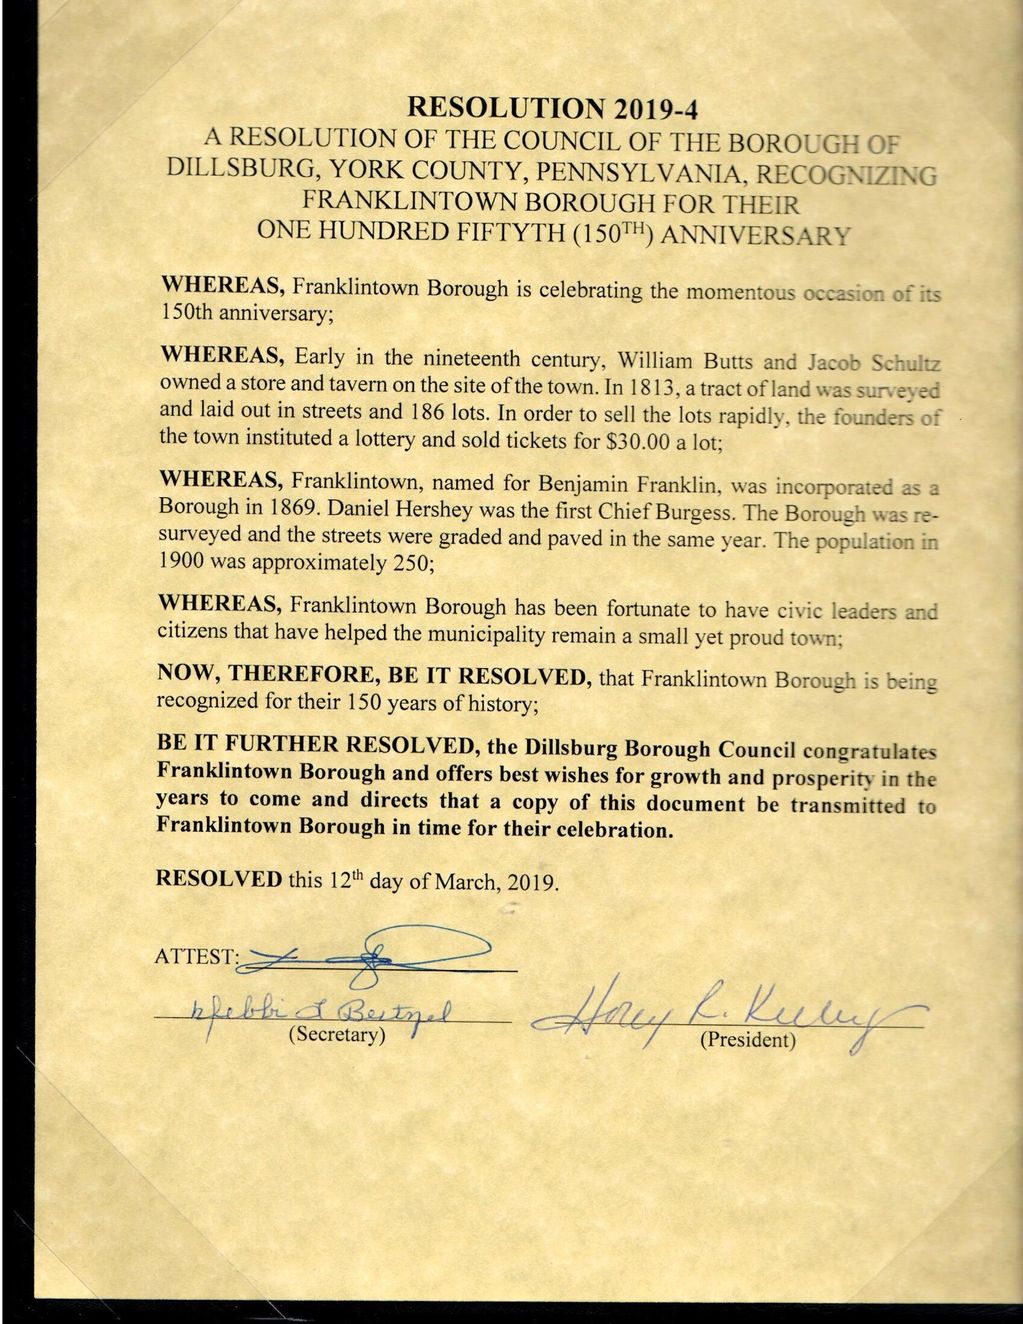 RESOLUTION 2019-4
A RESOLUTION OF THE COUNCIL OF THE BOROUGH OF
DILLSBURG, YORK COUNTY, PENNSYLVANIA, RECOGNIZING
FRANKLINTOWN BOROUGH FOR THEIR
ONE HUNDRED FIFTYTH (150TH) ANNIVERSARY
WHEREAS, Franklintown Borough is celebrating the momentous occasion of its
150th anniversary;
WHEREAS, Early in the nineteenth century, William Butts and Jacob Schultz
owned a store and tavern on the site of the town. In 1813, a tract of land was surveyed
and laid out in streets and 186 lots. In order to sell the lots rapidly, the founders of
the town instituted a lottery and sold tickets for $30.00 a lot;
WHEREAS, Franklintown, named for Benjamin Franklin, was incorporated as a
Borough in 1869. Daniel Hershey was the first Chief Burgess. The Borough was re-
surveyed and the streets were graded and paved in the same year. The population in
1900 was approximately 250;
WHEREAS, Franklintown Borough has been fortunate to have civic leaders and
citizens that have helped the municipality remain a small yet proud town;
NOW, THEREFORE, BE IT RESOLVED, that Franklintown Borough is being
recognized for their 150 years of history;
BE IT FURTHER RESOLVED, the Dillsburg Borough Council congratulates
Franklintown Borough and offers best wishes for growth and prosperity in the
years to come and directs that a copy of this document be transmitted to
Franklintown Borough in time for their celebration.
RESOLVED this 12th day of March, 2019.
ATTEST:
(Secretary)
(President)